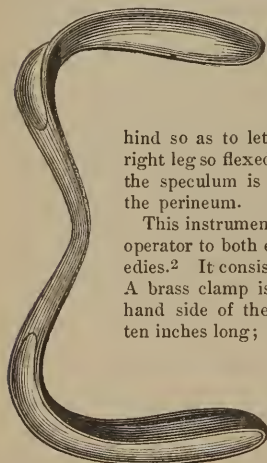 hind so as to let
right leg so flexed
the speculum is
the perineum.
This instrumen
operator to both e
edies.2 It consis
A brass clamp is
hand side of the
ten inches long;